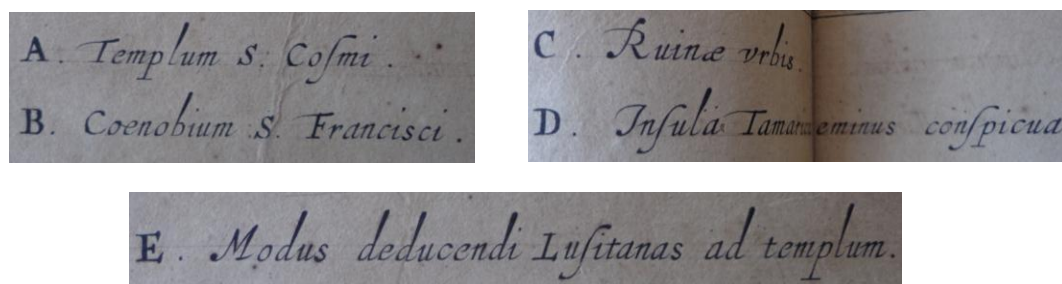 A. Templum S. Coſmi.
B. Coenobium S. Franciſci.
C. Ruinæ vrbis.
D. Inſula eminus conſpicua
E. Modus deducendi Luſitanas ad templum.